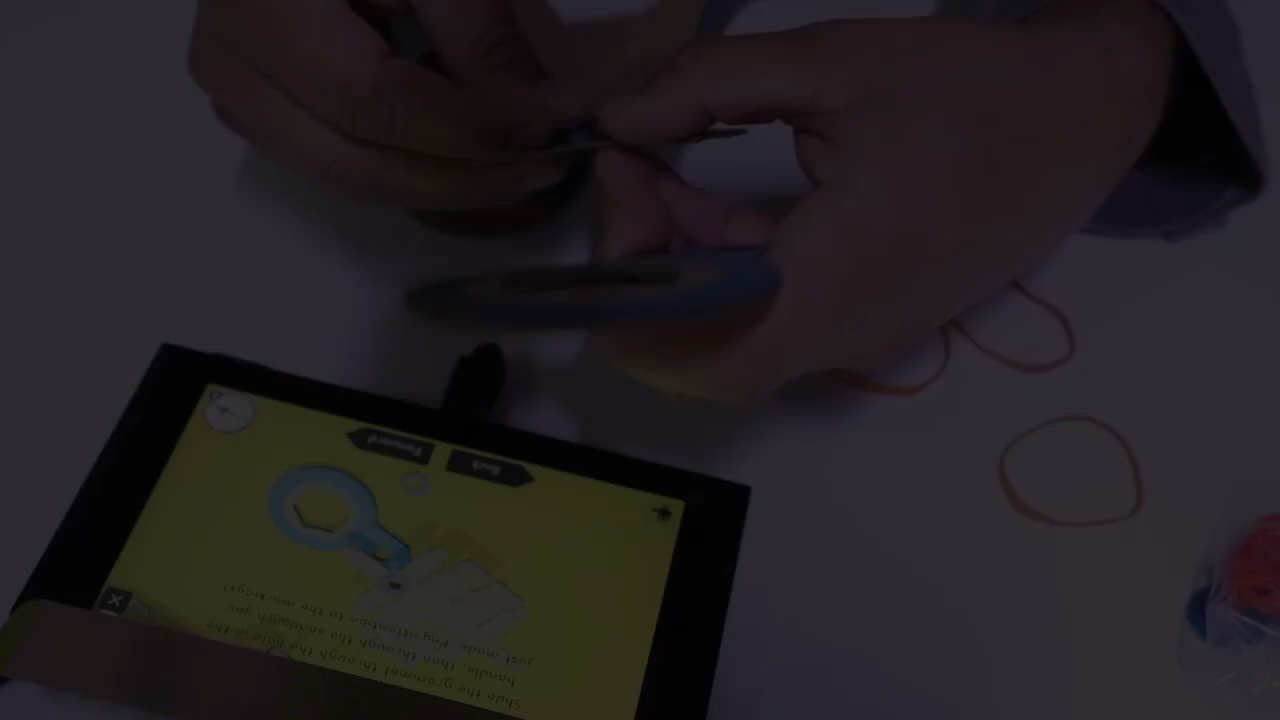 Slide the grommet through the hole in the
handle, then through the sandwich you
just made. Pay attention to the markings!
Back
Forward